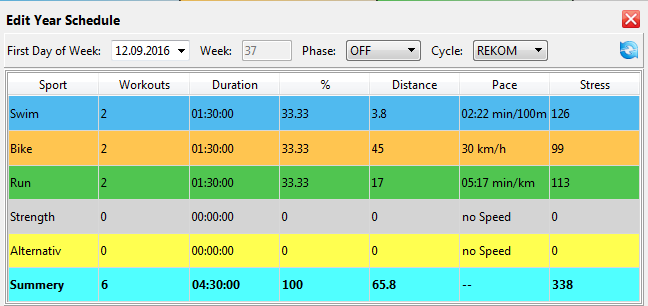 Edit Year Schedule
First Day of Week: 12.09.2016 Week: 37 Phase: OFF Cycle: REKOM
Sport Workouts Duration % Distance Pace Stress
Swim 2 01:30:00 33.33 3.8 02:22 min/100m 126
Bike 2 01:30:00 33.33 45 30 km/h 99
Run 2 01:30:00 33.33 17 05:17 min/km 113
Strength 0 00:00:00 0 0 no Speed 0
Alternativ 0 00:00:00 0 0 no Speed 0
Summery 6 04:30:00 100 65.8 -- 338